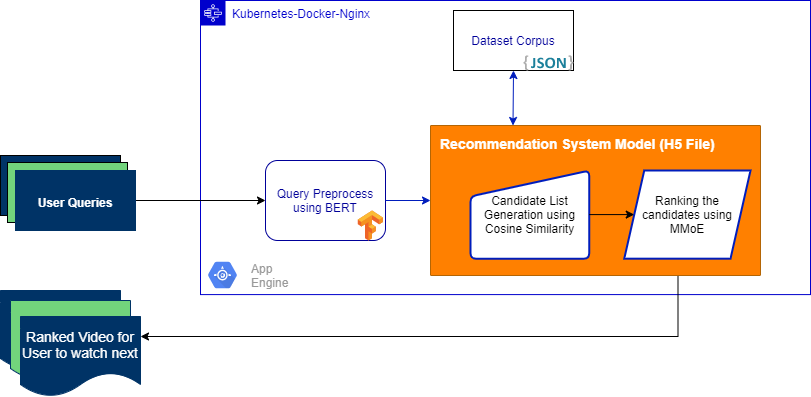 Kubernetes-Docker-Nginx
Dataset Corpus
{JSON}
Recommendation System Model (H5 File)
User Queries
Query Preprocess
using BERT
Candidate List
Generation using
Cosine Similarity
Ranking the
candidates using
MMoE
App
Engine
Ranked Video for
User to watch next